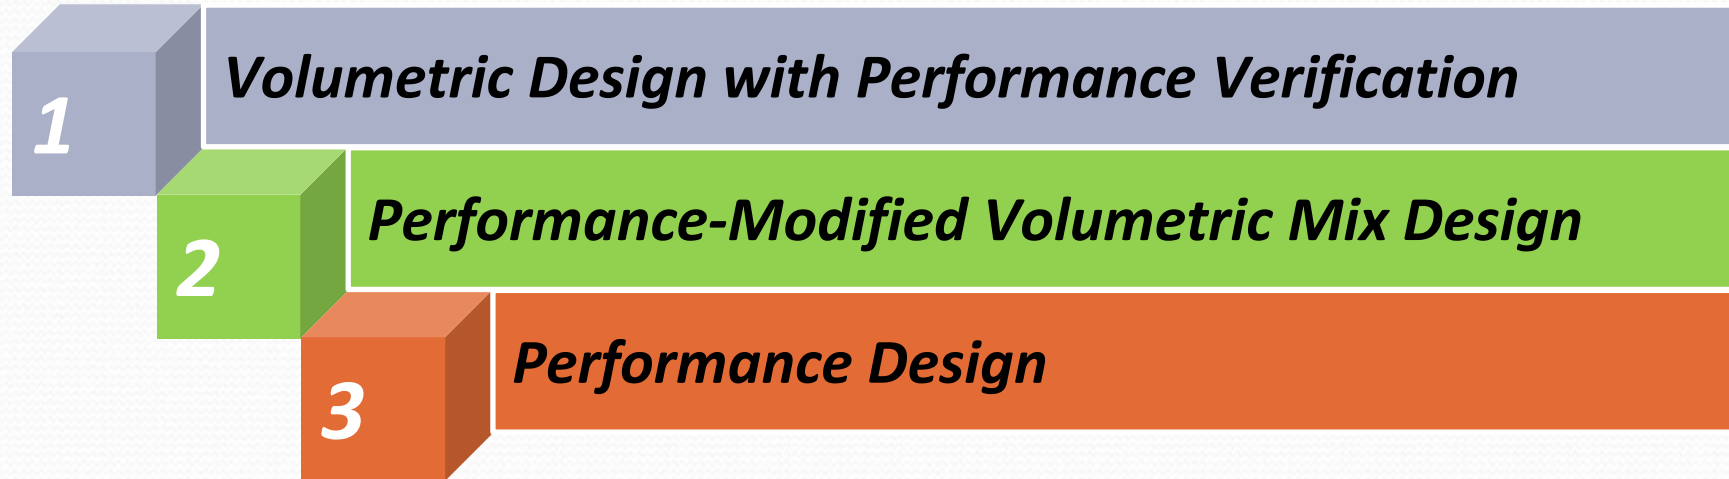 1
Volumetric Design with Performance Verification
2
Performance-Modified Volumetric Mix Design
3
Performance Design